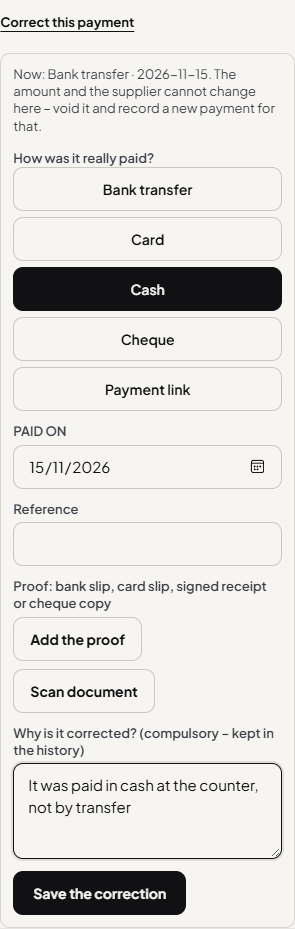 Correct this payment
Now: Bank transfer · 2026-11-15. The
amount and the supplier cannot change
here – void it and record a new payment for
that.
How was it really paid?
Bank transfer
Card
Cash
Cheque
Payment link
PAID ON
15/11/2026
Reference
Proof: bank slip, card slip, signed receipt
or cheque copy
Add the proof
Scan document
Why is it corrected? (compulsory – kept in
the history)
It was paid in cash at the counter,
not by transfer
Save the correction